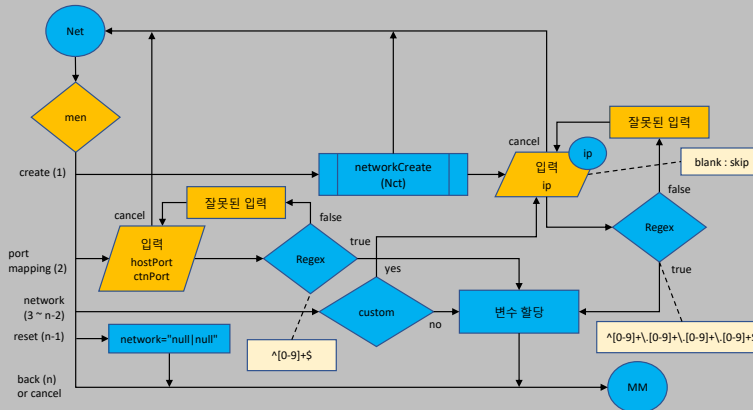 Net
men
create (1)
port
mapping (2)
network
(3 ~ n-2)
reset (n-1)
back (n)
or cancel
cancel
입력
hostPort
ctnPort
잘못된 입력
false
Regex
true
^[0-9]+$
network="null|null"
networkCreate
(Nct)
custom
yes
no
변수 할당
cancel
입력
ip
ip
잘못된 입력
blank : skip
false
Regex
true
^[0-9]+\.[0-9]+\.[0-9]+\.[0-9]+$
MM